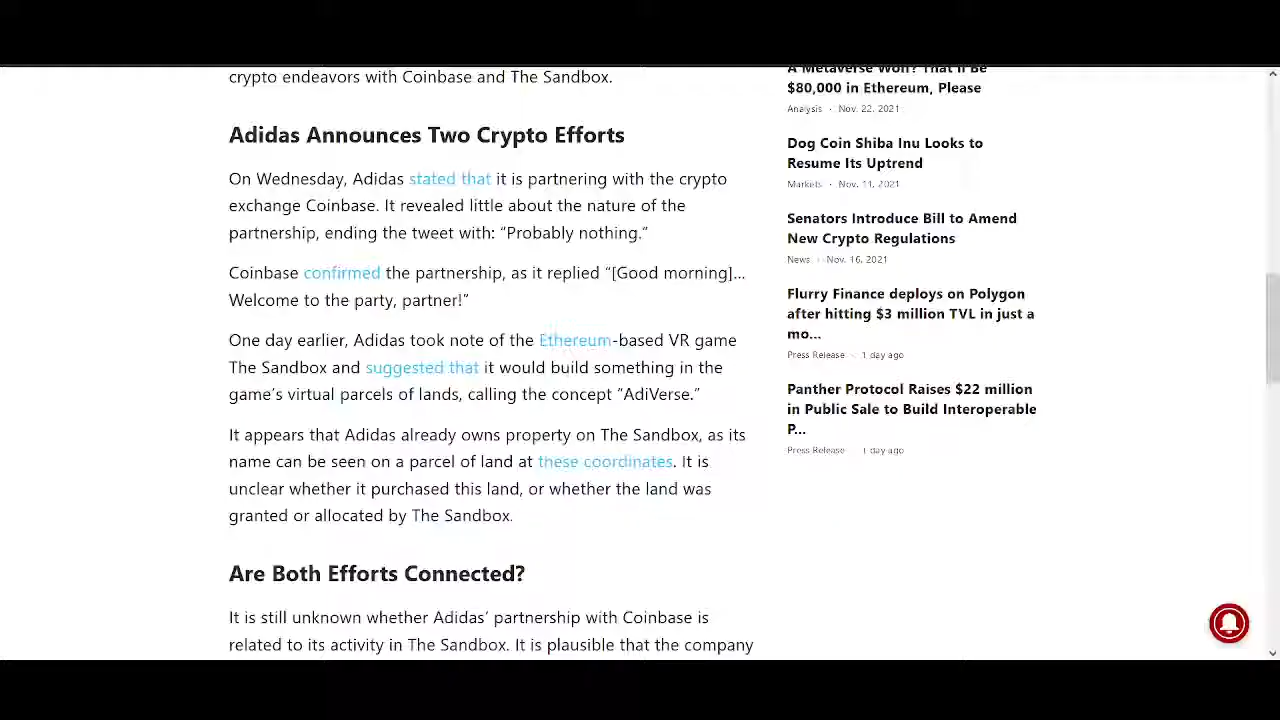 crypto endeavors with Coinbase and The Sandbox.
Adidas Announces Two Crypto Efforts
On Wednesday, Adidas stated that it is partnering with the crypto
exchange Coinbase. It revealed little about the nature of the
partnership, ending the tweet with: “Probably nothing.”
Coinbase confirmed the partnership, as it replied “[Good morning]…
Welcome to the party, partner!”
One day earlier, Adidas took note of the Ethereum-based VR game
The Sandbox and suggested that it would build something in the
game’s virtual parcels of lands, calling the concept “AdiVerse.”
It appears that Adidas already owns property on The Sandbox, as its
name can be seen on a parcel of land at these coordinates. It is
unclear whether it purchased this land, or whether the land was
granted or allocated by The Sandbox.
Are Both Efforts Connected?
It is still unknown whether Adidas’ partnership with Coinbase is
related to its activity in The Sandbox. It is plausible that the company
A Metaverse Wolf? That'll Be
$80,000 in Ethereum, Please
Analysis · Nov. 22, 2021
Dog Coin Shiba Inu Looks to
Resume Its Uptrend
Markets · Nov. 11, 2021
Senators Introduce Bill to Amend
New Crypto Regulations
News · Nov. 16, 2021
Flurry Finance deploys on Polygon
after hitting $3 million TVL in just a
mo...
Press Release · 1 day ago
Panther Protocol Raises $22 million
in Public Sale to Build Interoperable
P...
Press Release · 1 day ago